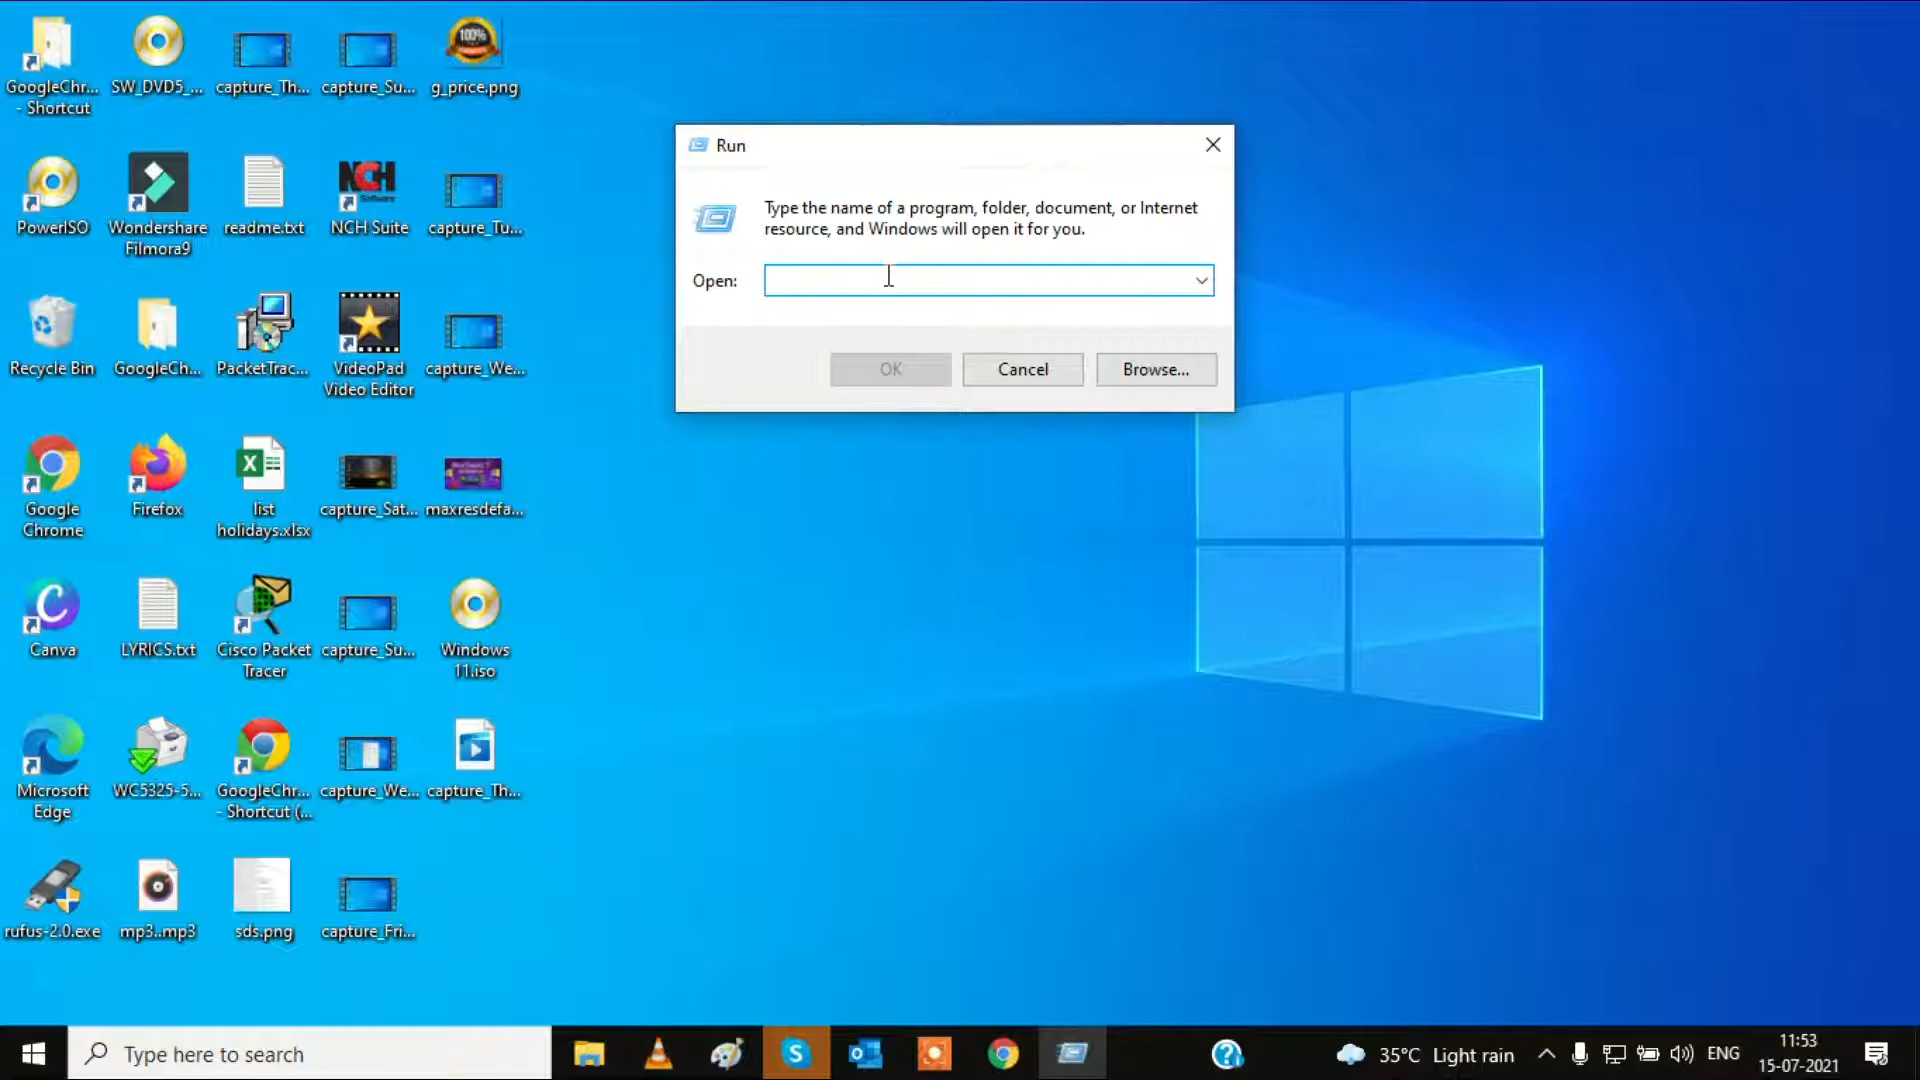 GoogleChr...
- Shortcut
SW_DVD5_...
capture_Th...
capture_Su...
100%
g_price.png
PowerISO
Wondershare
Filmora9
readme.txt
NCH
Software
NCH Suite
capture_Tu...
Recycle Bin
GoogleCh...
PacketTrac...
VideoPad
Video Editor
capture_We...
Google
Chrome
Firefox
list
holidays.xlsx
capture_Sat...
maxresdefa...
Canva
LYRICS.txt
Cisco Packet
Tracer
capture_Su...
Windows
11.iso
Microsoft
Edge
WC5325-5...
GoogleChr...
- Shortcut (...
capture_We...
capture_Th...
rufus-2.0.exe
mp3..mp3
sds.png
capture_Fri...
Run
Type the name of a program, folder, document, or Internet
resource, and Windows will open it for you.
Open:
OK
Cancel
Browse...
Type here to search
35°C Light rain
ENG
11:53
15-07-2021